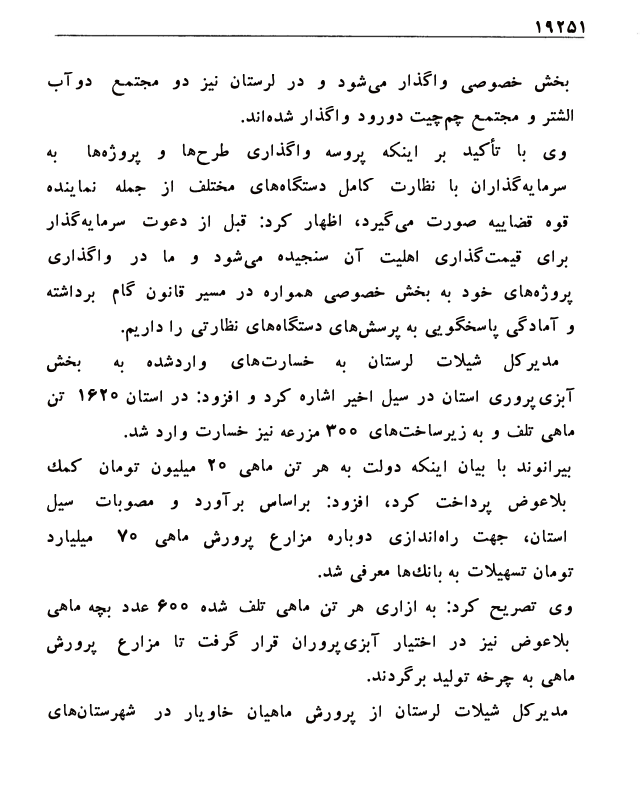 ۱۹۲۵۱
بخش خصوصی واگذار می‌شود و در لرستان نیز دو مجتمع دوآب
الشتر و مجتمع چم‌چیت دورود واگذار شده‌اند.
وی با تأکید بر اینکه پروسه واگذاری طرح‌ها و پروژه‌ها به
سرمایه‌گذاران با نظارت کامل دستگاه‌های مختلف از جمله نماینده
قوه قضاییه صورت می‌گیرد، اظهار کرد: قبل از دعوت سرمایه‌گذار
برای قیمت‌گذاری اهلیت آن سنجیده می‌شود و ما در واگذاری
پروژه‌های خود به بخش خصوصی همواره در مسیر قانون گام برداشته
و آمادگی پاسخگویی به پرسش‌های دستگاه‌های نظارتی را داریم.
مدیرکل شیلات لرستان به خسارت‌های واردشده به بخش
آبزی‌پروری استان در سیل اخیر اشاره کرد و افزود: در استان ۱۶۲۰ تن
ماهی تلف و به زیرساخت‌های ۳۰۰ مزرعه نیز خسارت وارد شد.
بیرانوند با بیان اینکه دولت به هر تن ماهی ۲۰ میلیون تومان کمك
بلاعوض پرداخت کرد، افزود: براساس برآورد و مصوبات سیل
استان، جهت راه‌اندازی دوباره مزارع پرورش ماهی ۷۰ میلیارد
تومان تسهیلات به بانك‌ها معرفی شد.
وی تصریح کرد: به ازاری هر تن ماهی تلف شده ۶۰۰ عدد بچه ماهی
بلاعوض نیز در اختیار آبزی‌پروران قرار گرفت تا مزارع پرورش
ماهی به چرخه تولید برگردند.
مدیرکل شیلات لرستان از پرورش ماهیان خاویار در شهرستان‌های